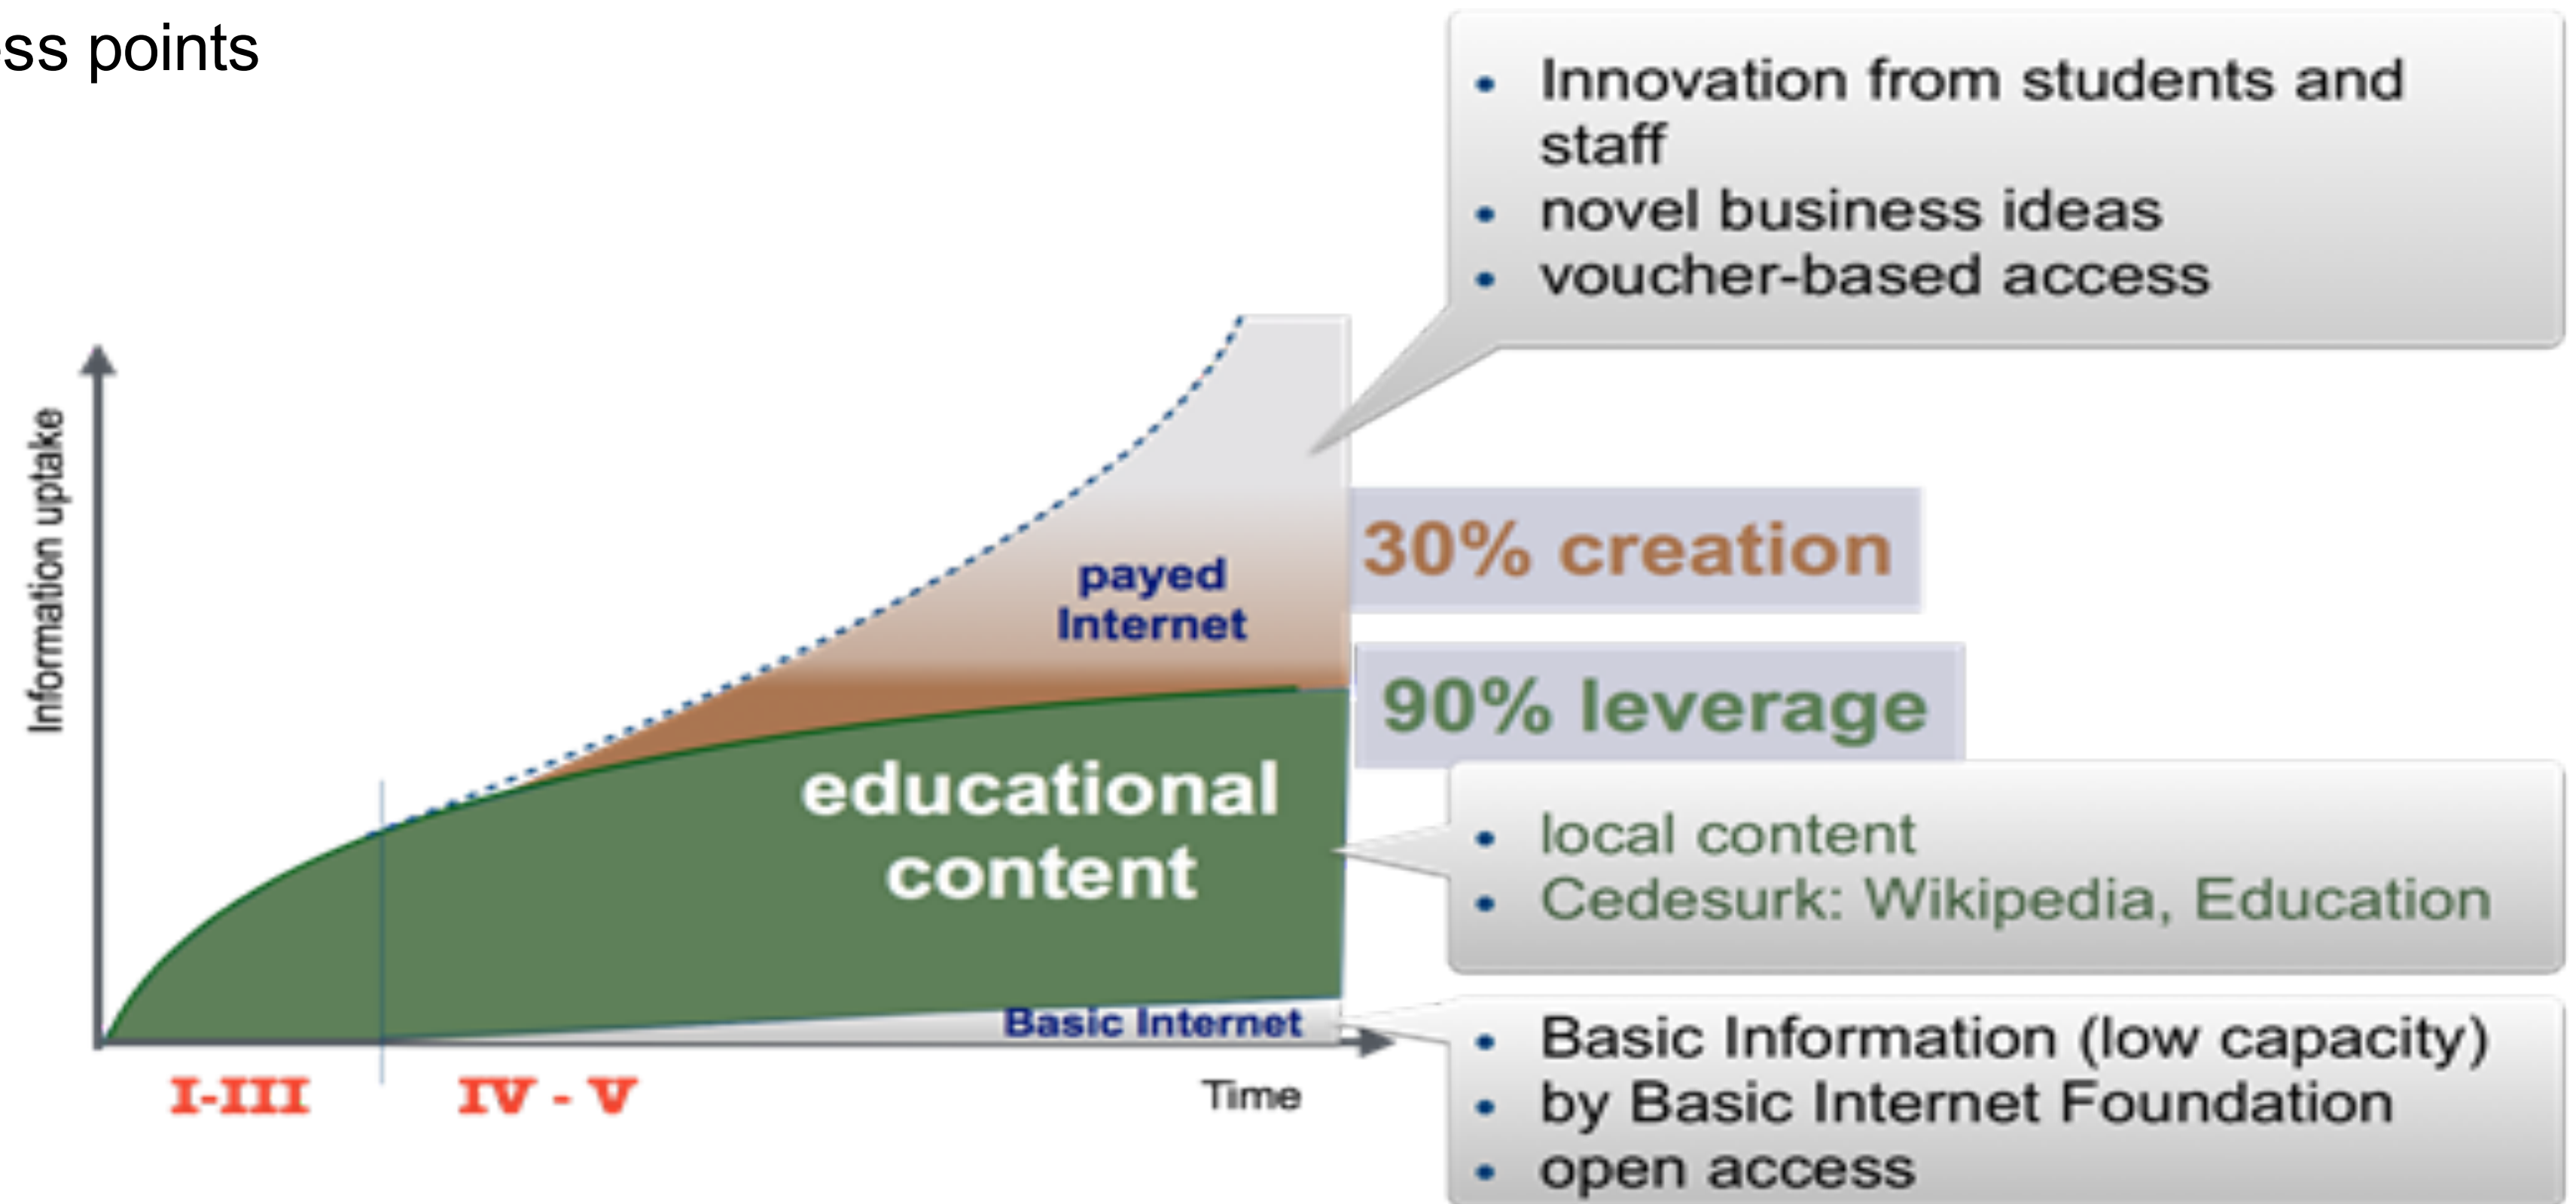 ss points
• Innovation from students and
staff
• novel business ideas
• voucher-based access
Information uptake
30% creation
payed
Internet
90% leverage
educational
content
• local content
• Cedesurk: Wikipedia, Education
Basic Internet
• Basic Information (low capacity)
• by Basic Internet Foundation
• open access
I-III
IV - V
Time